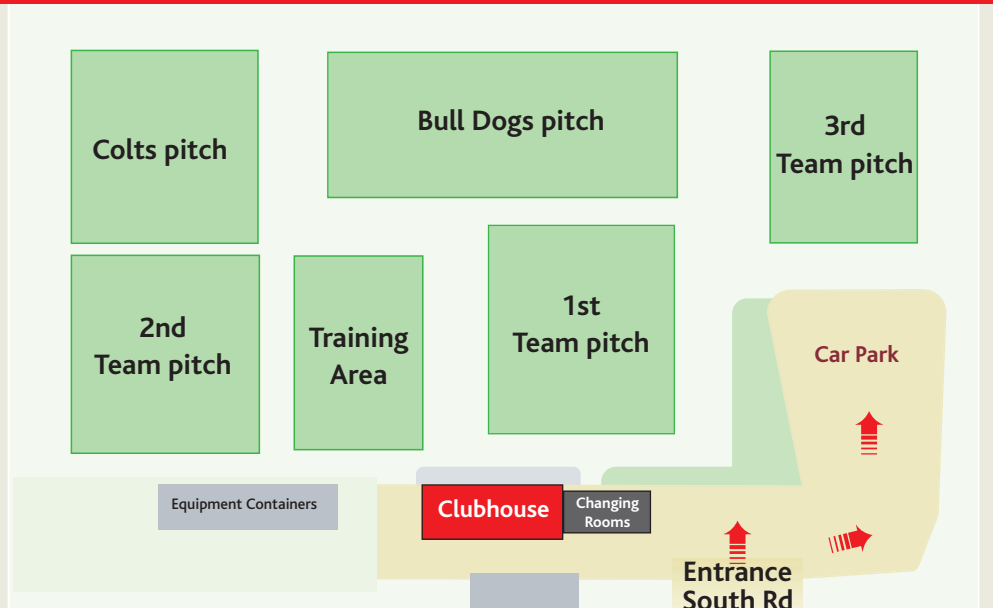 Colts pitch
Bull Dogs pitch
3rd
Team pitch
2nd
Team pitch
Training
Area
1st
Team pitch
Car Park
Equipment Containers
Clubhouse
Changing
Rooms
Entrance
South Rd